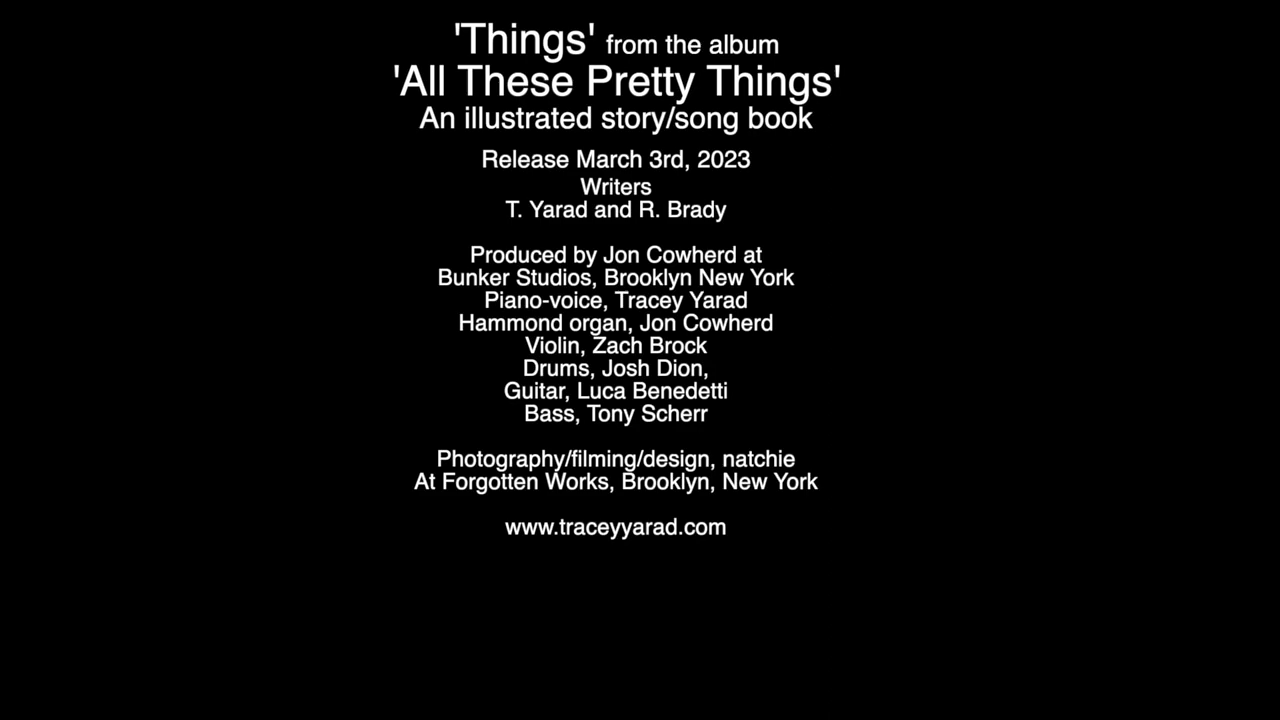 'Things' from the album
'All These Pretty Things'
An illustrated story/song book
Release March 3rd, 2023
Writers
T. Yarad and R. Brady
Produced by Jon Cowherd at
Bunker Studios, Brooklyn New York
Piano-voice, Tracey Yarad
Hammond organ, Jon Cowherd
Violin, Zach Brock
Drums, Josh Dion,
Guitar, Luca Benedetti
Bass, Tony Scherr
Photography/filming/design, natchie
At Forgotten Works, Brooklyn, New York
www.traceyyarad.com